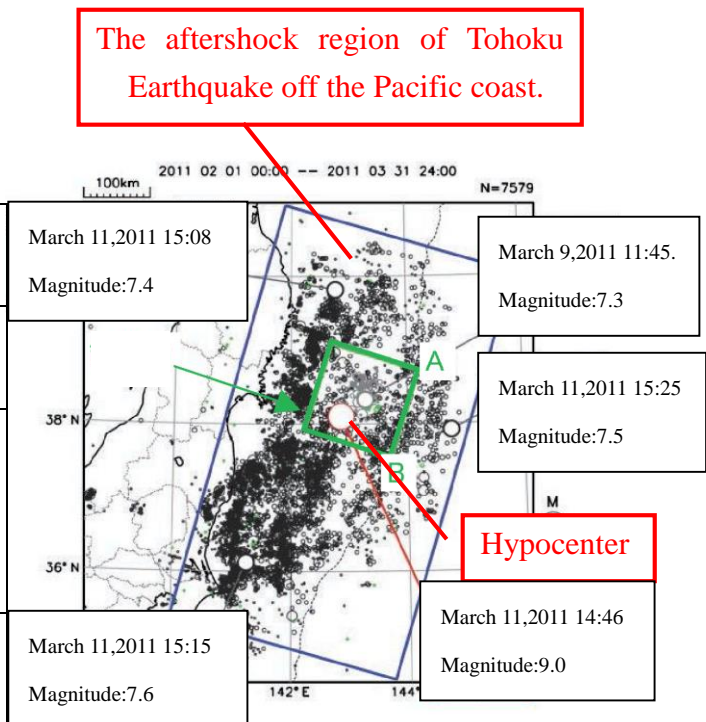 The aftershock region of Tohoku
Earthquake off the Pacific coast.
2011 02 01 00:00 -- 2011 03 31 24:00
100km
N=7579
March 11,2011 15:08
Magnitude:7.4
March 9,2011 11:45.
Magnitude:7.3
A
March 11,2011 15:25
Magnitude:7.5
38°N
B
M
Hypocenter
36°N
March 11,2011 14:46
Magnitude:9.0
March 11,2011 15:15
Magnitude:7.6
142°E
144°